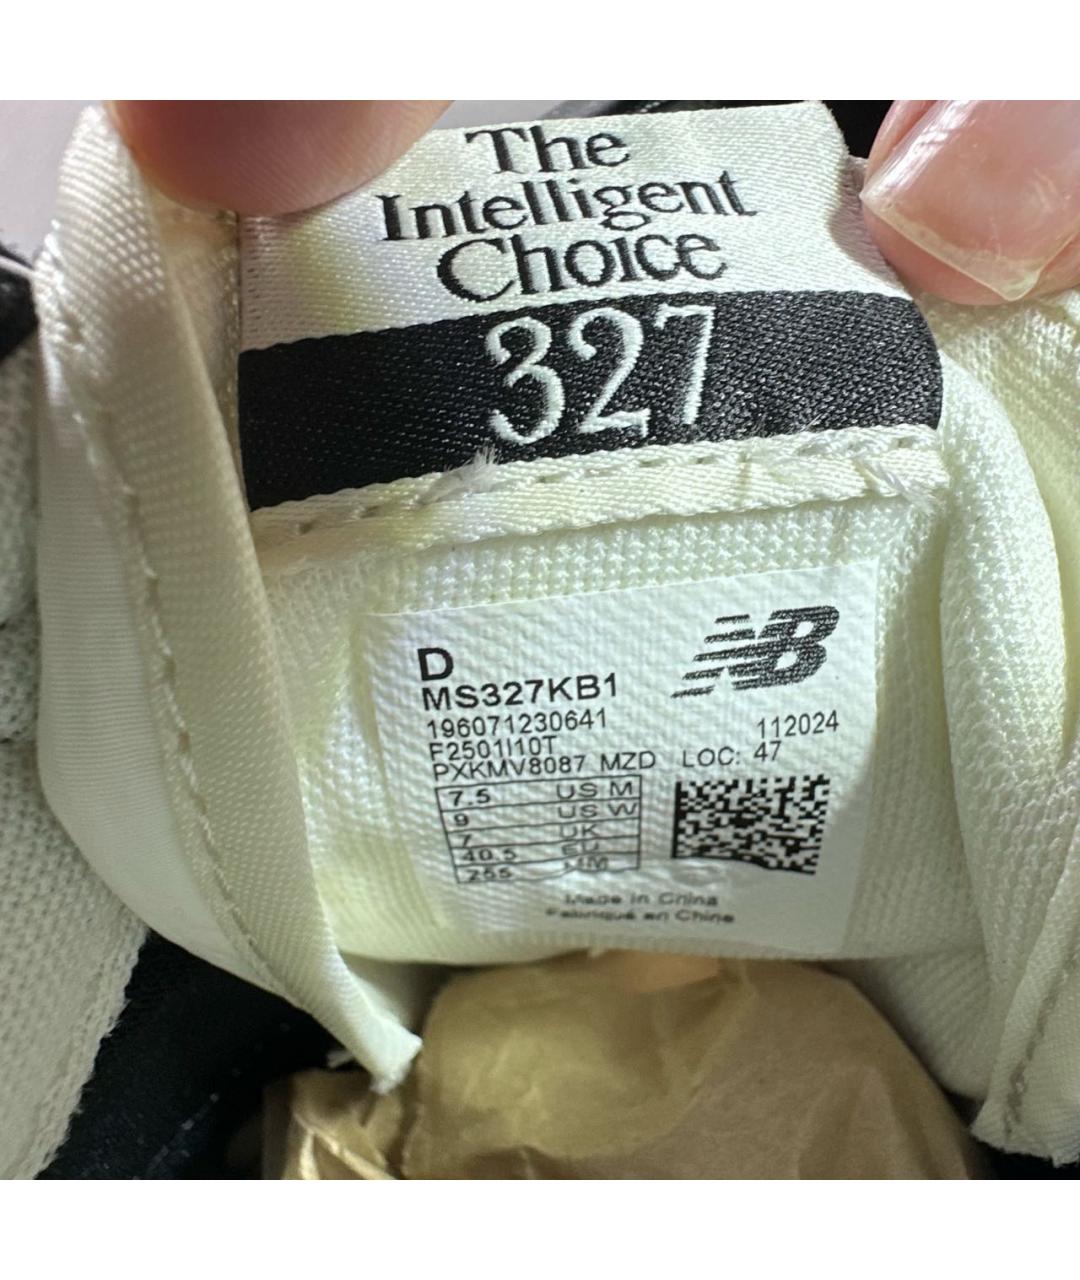 The
Intelligent
Choice
327
NB
D
MS327KB1
196071230641
112024
F2501I10T
PXKMV8087 MZD LOC: 47
7.5 US M
9 US W
7 UK
40.5 EU
255 MM
Made in China
Fabriqué en Chine